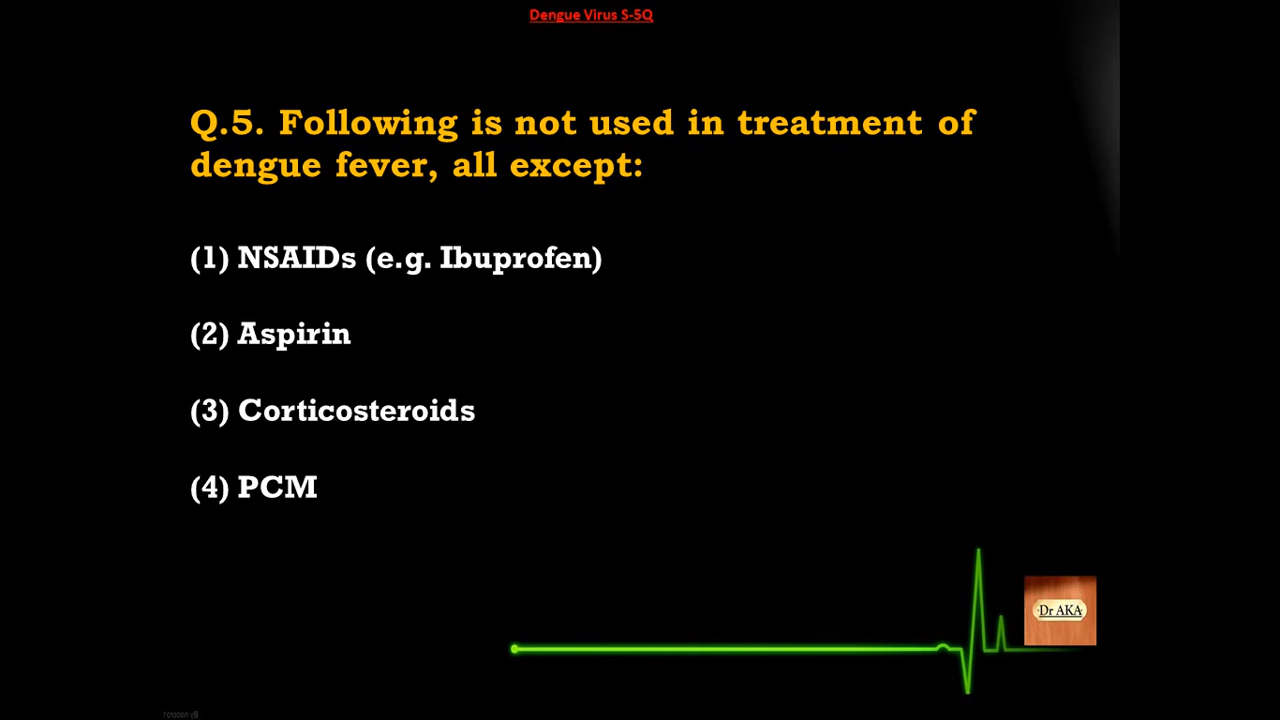 Dengue Virus S-5Q
Q.5. Following is not used in treatment of
dengue fever, all except:
(1) NSAIDs (e.g. Ibuprofen)
(2) Aspirin
(3) Corticosteroids
(4) PCM
Dr AKA